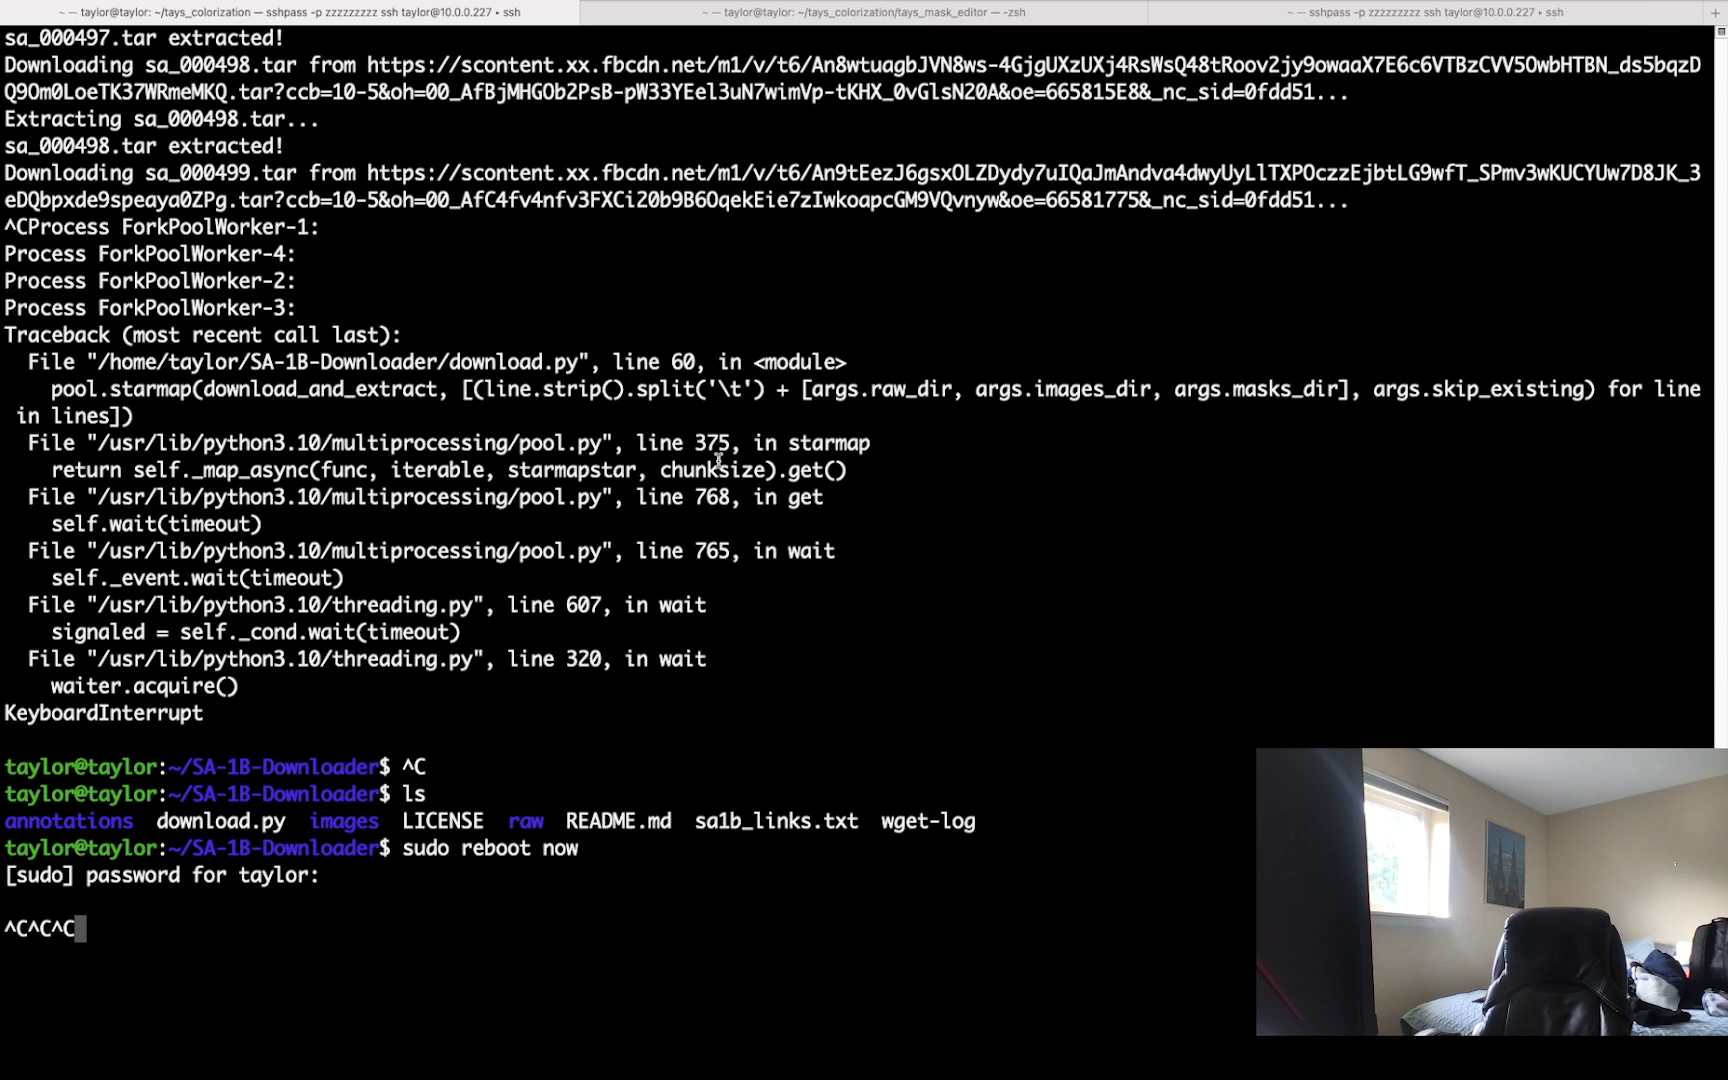 ~ — taylor@taylor: ~/tays_colorization — sshpass -p zzzzzzzzz ssh taylor@10.0.0.227 ‣ ssh
~ — taylor@taylor: ~/tays_colorization/tays_mask_editor — -zsh
~ — sshpass -p zzzzzzzzz ssh taylor@10.0.0.227 ‣ ssh
+
sa_000497.tar extracted!
Downloading sa_000498.tar from https://scontent.xx.fbcdn.net/m1/v/t6/An8wtuagbJVN8ws-4GjgUXzUXj4RsWsQ48tRoov2jy9owaaX7E6c6VTBzCVV5OwbHTBN_ds5bqzD
Q9Om0LoeTK37WRmeMKQ.tar?ccb=10-5&oh=00_AfBjMHGOb2PsB-pW33YEel3uN7wimVp-tKHX_0vGlsN20A&oe=665815E8&_nc_sid=0fdd51...
Extracting sa_000498.tar...
sa_000498.tar extracted!
Downloading sa_000499.tar from https://scontent.xx.fbcdn.net/m1/v/t6/An9tEezJ6gsxOLZDydy7uIQaJmAndva4dwyUyLlTXPOczzEjbtLG9wfT_SPmv3wKUCYUw7D8JK_3
eDQbpxde9speaya0ZPg.tar?ccb=10-5&oh=00_AfC4fv4nfv3FXCi20b9B6OqekEie7zIwkoapcGM9VQvnyw&oe=66581775&_nc_sid=0fdd51...
^CProcess ForkPoolWorker-1:
Process ForkPoolWorker-4:
Process ForkPoolWorker-2:
Process ForkPoolWorker-3:
Traceback (most recent call last):
  File "/home/taylor/SA-1B-Downloader/download.py", line 60, in <module>
    pool.starmap(download_and_extract, [(line.strip().split('\t') + [args.raw_dir, args.images_dir, args.masks_dir], args.skip_existing) for line
 in lines])
  File "/usr/lib/python3.10/multiprocessing/pool.py", line 375, in starmap
    return self._map_async(func, iterable, starmapstar, chunksize).get()
  File "/usr/lib/python3.10/multiprocessing/pool.py", line 768, in get
    self.wait(timeout)
  File "/usr/lib/python3.10/multiprocessing/pool.py", line 765, in wait
    self._event.wait(timeout)
  File "/usr/lib/python3.10/threading.py", line 607, in wait
    signaled = self._cond.wait(timeout)
  File "/usr/lib/python3.10/threading.py", line 320, in wait
    waiter.acquire()
KeyboardInterrupt
taylor@taylor:~/SA-1B-Downloader$ ^C
taylor@taylor:~/SA-1B-Downloader$ ls
annotations  download.py  images  LICENSE  raw  README.md  sa1b_links.txt  wget-log
taylor@taylor:~/SA-1B-Downloader$ sudo reboot now
[sudo] password for taylor:
^C^C^C